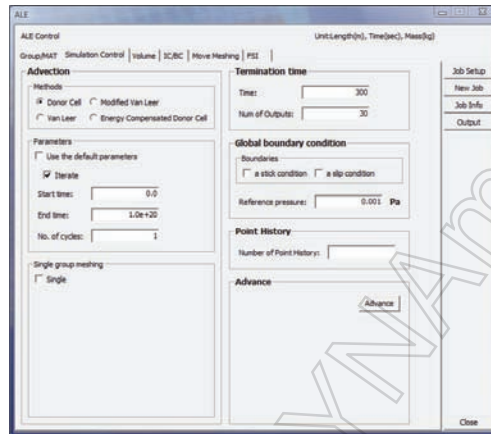 ALE
ALE Control
Unit:Length(m), Time(sec), Mass(kg)
Group/MAT Simulation Control Volume IC/BC Move Meshing FSI
Advection
Methods
Donor Cell Modified Van Leer
Van Leer Energy Compensated Donor Cell
Parameters
Use the default parameters
Iterate
Start time: 0.0
End time: 1.0e+20
No. of cycles: 1
Single group meshing
Single
Termination time
Time: 300
Num of Outputs: 30
Global boundary condition
Boundaries
a stick condition a slip condition
Reference pressure: 0.001 Pa
Point History
Number of Point History:
Advance
Advance
Job Setup
New Job
Job Info
Output
Close
YNAm